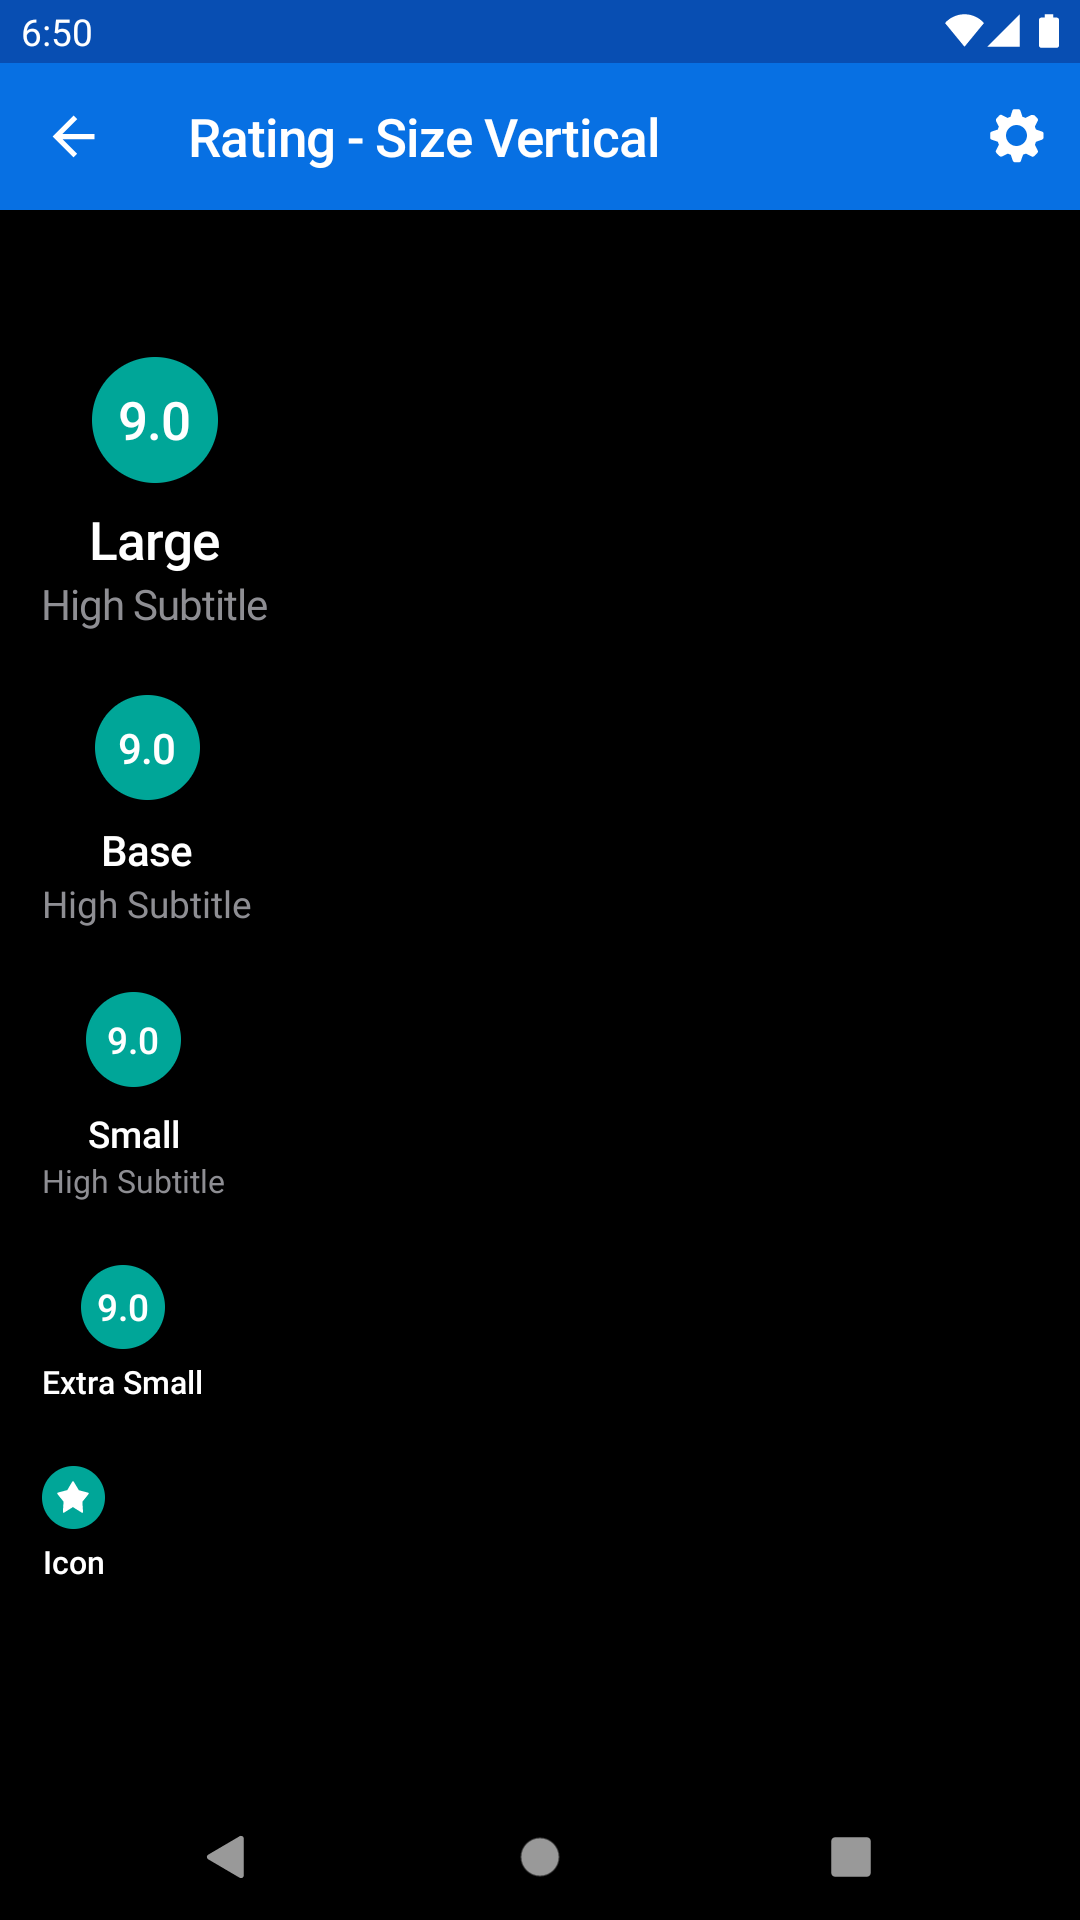 6:50
Rating - Size Vertical
9.0
Large
High Subtitle
9.0
Base
High Subtitle
9.0
Small
High Subtitle
9.0
Extra Small
Icon